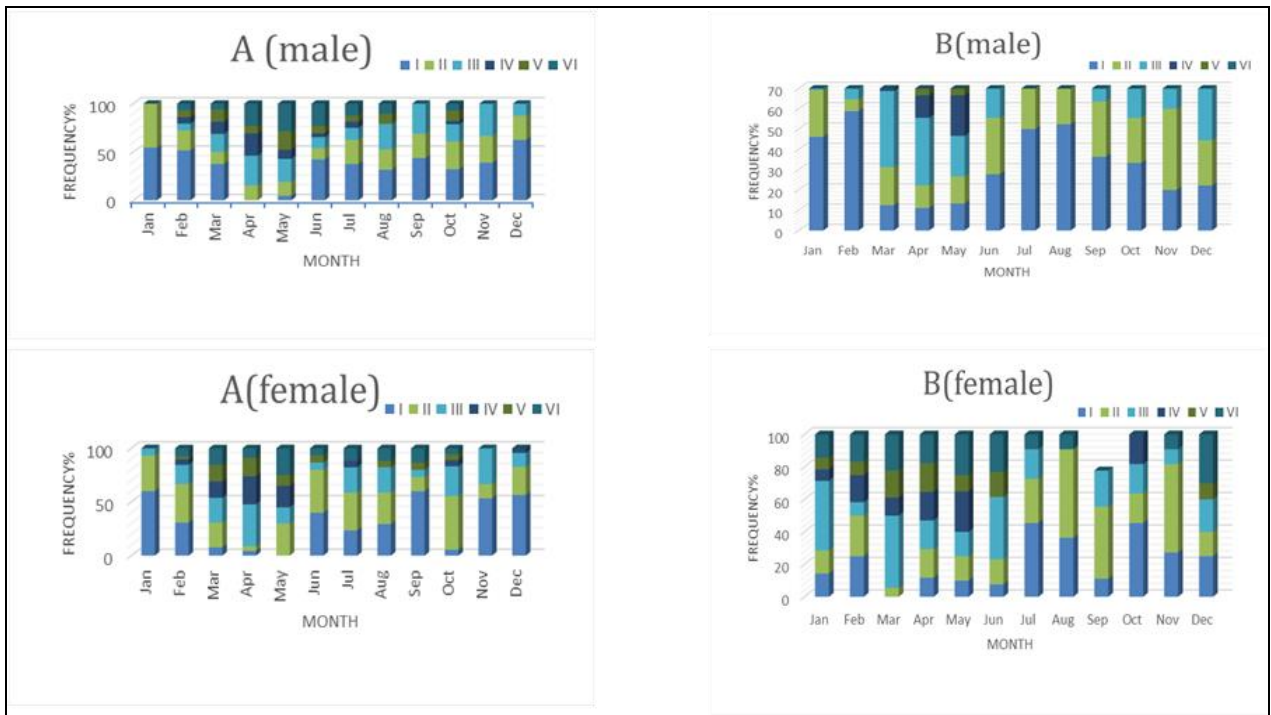 A (male)
I II III IV V VI
100
50
0
FREQUENCY%
Jan Feb Mar Apr May Jun Jul Aug Sep Oct Nov Dec
MONTH
B(male)
I II III IV V VI
70
60
50
40
30
20
10
0
FREQUENCY%
Jan Feb Mar Apr May Jun Jul Aug Sep Oct Nov Dec
MONTH
A(female)
I II III IV V VI
100
50
0
FREQUENCY%
Jan Feb Mar Apr May Jun Jul Aug Sep Oct Nov Dec
MONTH
B(female)
I II III IV V VI
100
80
60
40
20
0
FREQUENCY%
Jan Feb Mar Apr May Jun Jul Aug Sep Oct Nov Dec
MONTH